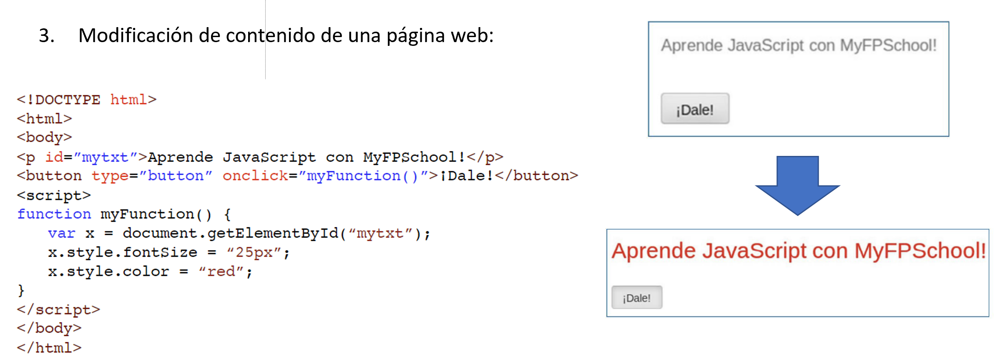 3. Modificación de contenido de una página web:
<!DOCTYPE html>
<html>
<body>
<p id=”mytxt”>Aprende JavaScript con MyFPSchool!</p>
<button type=”button” onclick=”myFunction()”>¡Dale!</button>
<script>
function myFunction() {
var x = document.getElementById(“mytxt”);
x.style.fontSize = “25px”;
x.style.color = “red”;
}
</script>
</body>
</html>
Aprende JavaScript con MyFPSchool!
¡Dale!
Aprende JavaScript con MyFPSchool!
¡Dale!